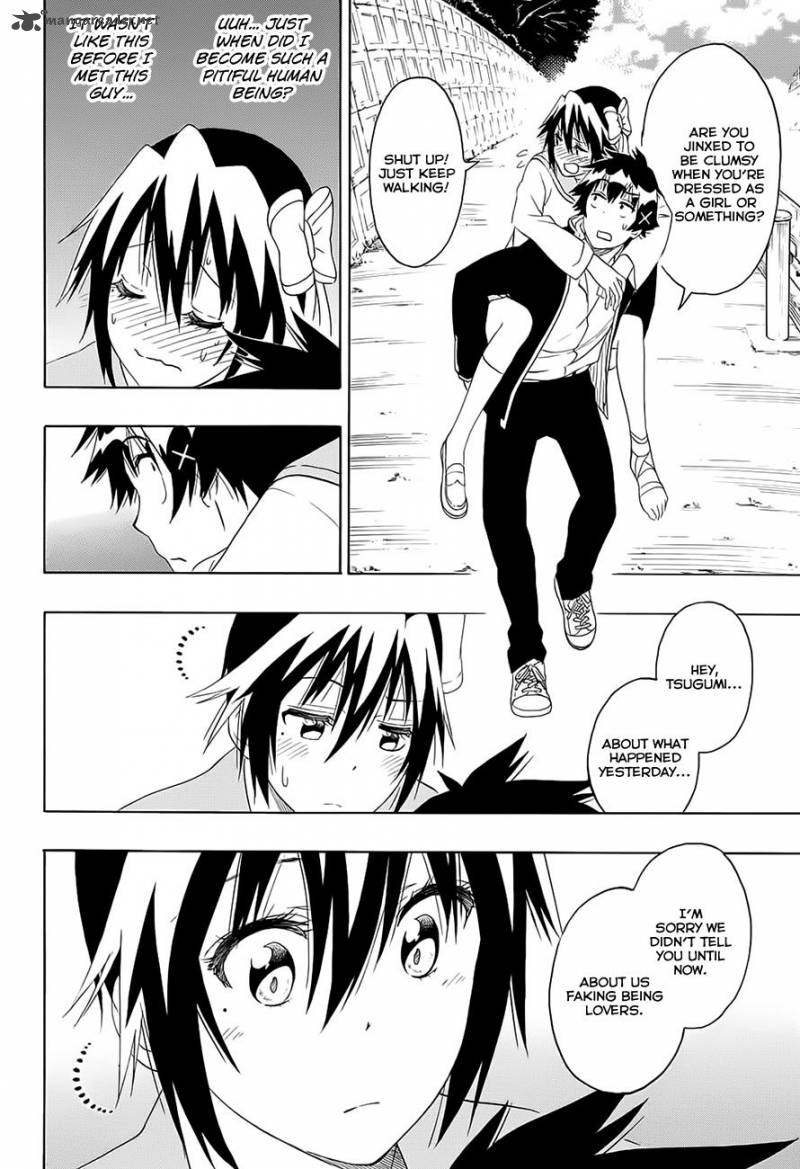 ARE YOU
JINXED TO
BE CLUMSY
WHEN YOU'RE
DRESSED AS
A GIRL OR
SOMETHING?
SHUT UP!
JUST KEEP
WALKING!
UUH... JUST
WHEN DID I
BECOME SUCH A
PITIFUL HUMAN
BEING?
IT WASN'T
LIKE THIS
BEFORE I
MET THIS
GUY...
HEY,
TSUGUMI...
ABOUT WHAT
HAPPENED
YESTERDAY...
I'M
SORRY WE
DIDN'T TELL
YOU UNTIL
NOW.
ABOUT US
FAKING BEING
LOVERS.